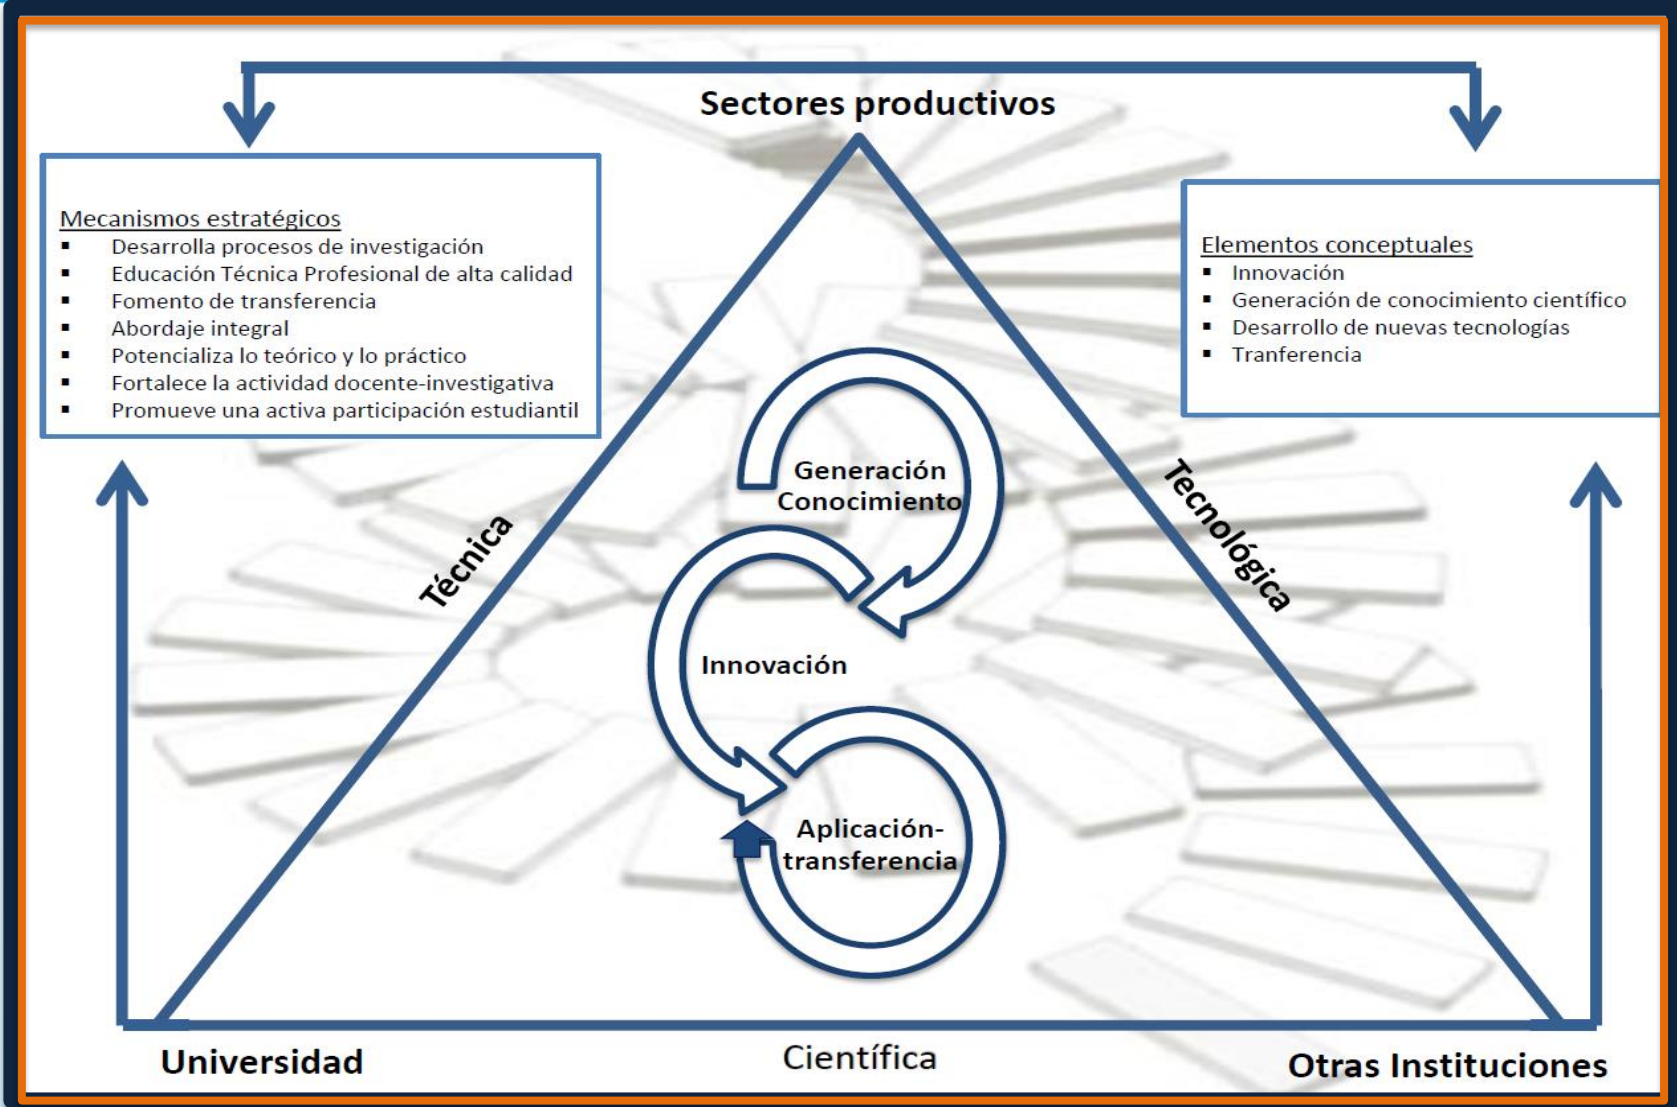 Sectores productivos
Mecanismos estratégicos
▪ Desarrolla procesos de investigación
▪ Educación Técnica Profesional de alta calidad
▪ Fomento de transferencia
▪ Abordaje integral
▪ Potencializa lo teórico y lo práctico
▪ Fortalece la actividad docente-investigativa
▪ Promueve una activa participación estudiantil
Elementos conceptuales
▪ Innovación
▪ Generación de conocimiento científico
▪ Desarrollo de nuevas tecnologías
▪ Tranferencia
Generación
Conocimiento
Técnica
Tecnológica
Innovación
Aplicación-
transferencia
Universidad
Científica
Otras Instituciones